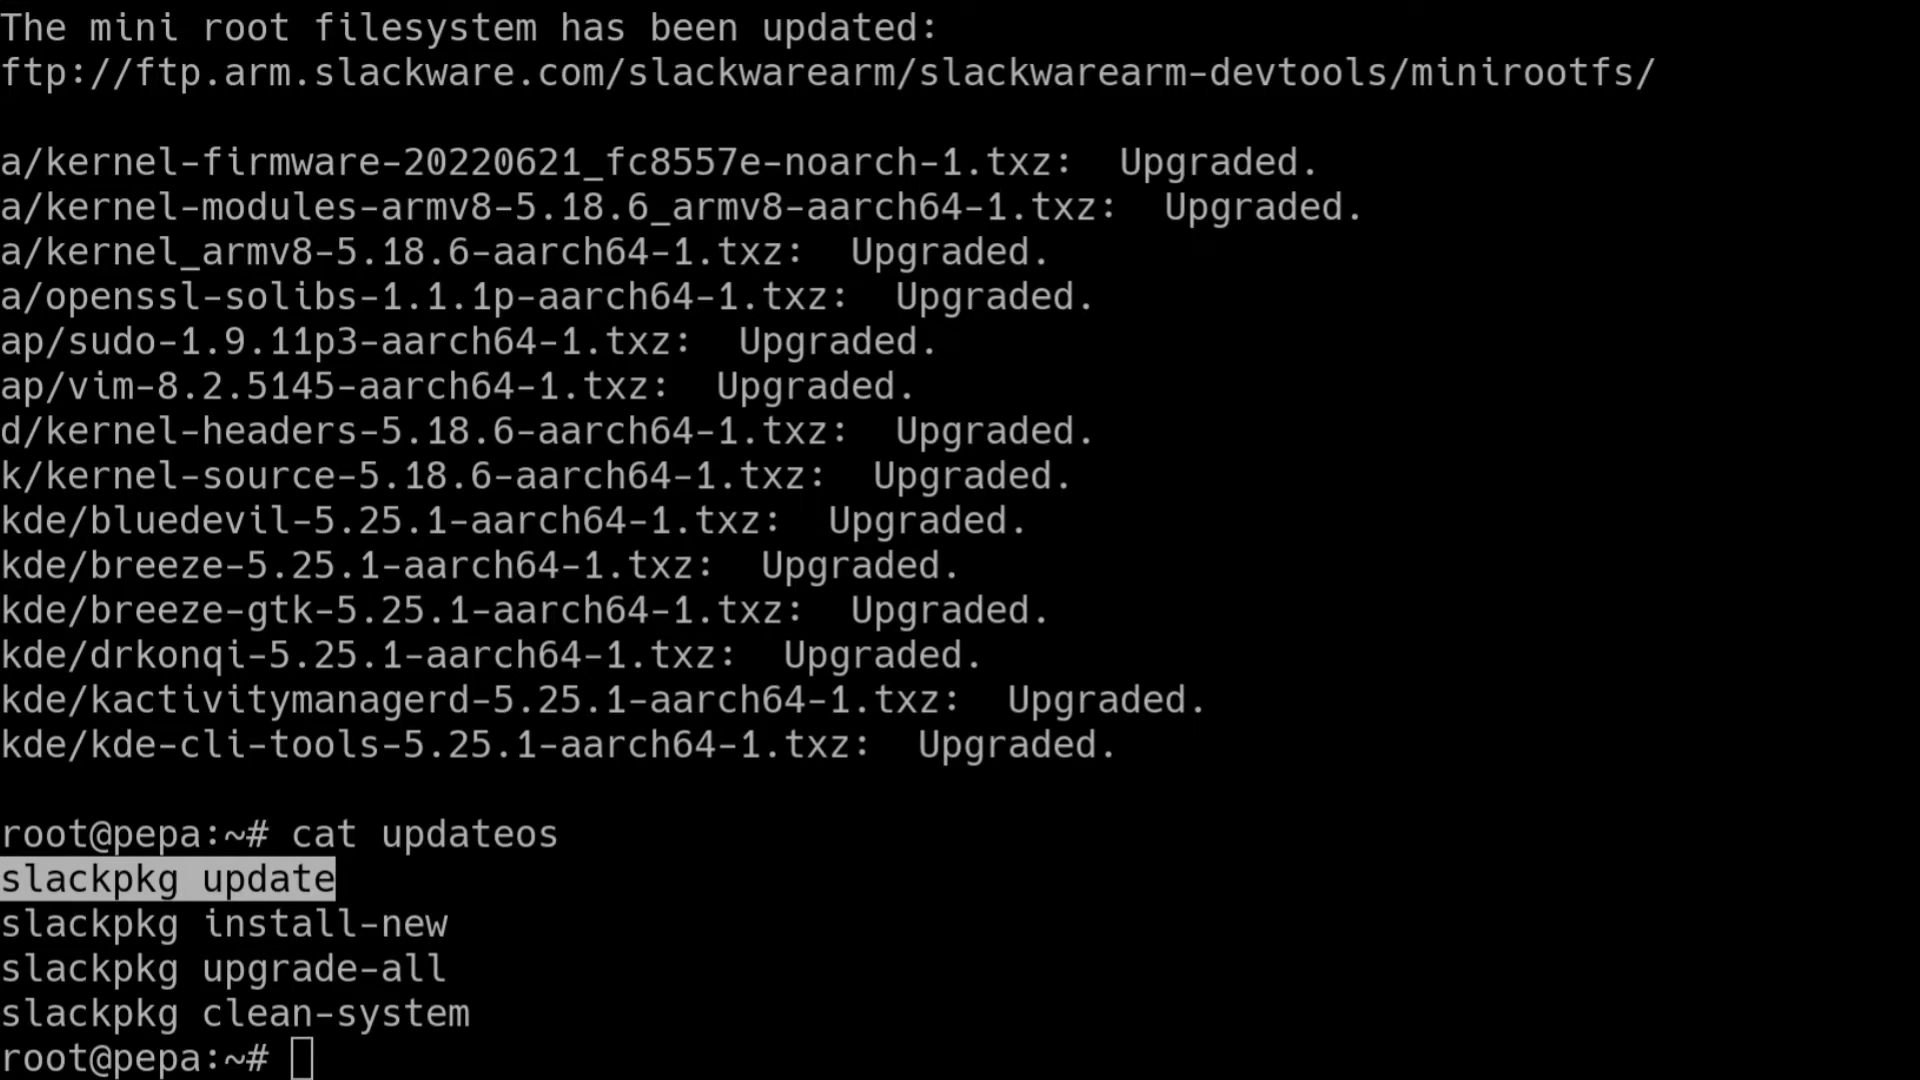 The mini root filesystem has been updated:
ftp://ftp.arm.slackware.com/slackwarearm/slackwarearm-devtools/minirootfs/
a/kernel-firmware-20220621_fc8557e-noarch-1.txz:  Upgraded.
a/kernel-modules-armv8-5.18.6_armv8-aarch64-1.txz:  Upgraded.
a/kernel_armv8-5.18.6-aarch64-1.txz:  Upgraded.
a/openssl-solibs-1.1.1p-aarch64-1.txz:  Upgraded.
ap/sudo-1.9.11p3-aarch64-1.txz:  Upgraded.
ap/vim-8.2.5145-aarch64-1.txz:  Upgraded.
d/kernel-headers-5.18.6-aarch64-1.txz:  Upgraded.
k/kernel-source-5.18.6-aarch64-1.txz:  Upgraded.
kde/bluedevil-5.25.1-aarch64-1.txz:  Upgraded.
kde/breeze-5.25.1-aarch64-1.txz:  Upgraded.
kde/breeze-gtk-5.25.1-aarch64-1.txz:  Upgraded.
kde/drkonqi-5.25.1-aarch64-1.txz:  Upgraded.
kde/kactivitymanagerd-5.25.1-aarch64-1.txz:  Upgraded.
kde/kde-cli-tools-5.25.1-aarch64-1.txz:  Upgraded.
root@pepa:~# cat updateos
slackpkg update
slackpkg install-new
slackpkg upgrade-all
slackpkg clean-system
root@pepa:~#